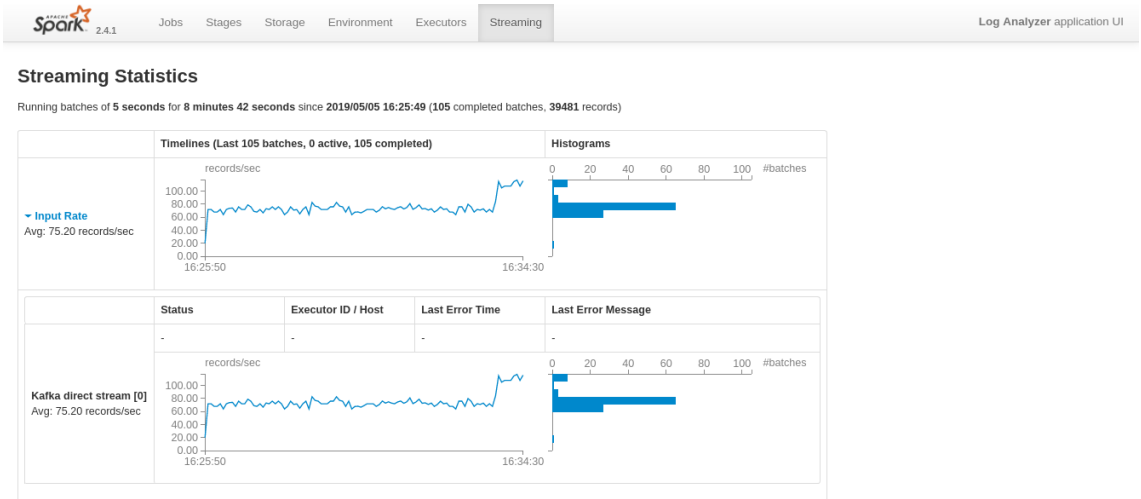 APACHE
Spark 2.4.1 Jobs Stages Storage Environment Executors Streaming Log Analyzer application UI
Streaming Statistics
Running batches of 5 seconds for 8 minutes 42 seconds since 2019/05/05 16:25:49 (105 completed batches, 39481 records)
Timelines (Last 105 batches, 0 active, 105 completed) Histograms
Input Rate
Avg: 75.20 records/sec
records/sec
100.00
80.00
60.00
40.00
20.00
0.00
16:25:50 16:34:30
0 20 40 60 80 100 #batches
Status Executor ID / Host Last Error Time Last Error Message
- - - -
Kafka direct stream [0]
Avg: 75.20 records/sec
records/sec
100.00
80.00
60.00
40.00
20.00
0.00
16:25:50 16:34:30
0 20 40 60 80 100 #batches